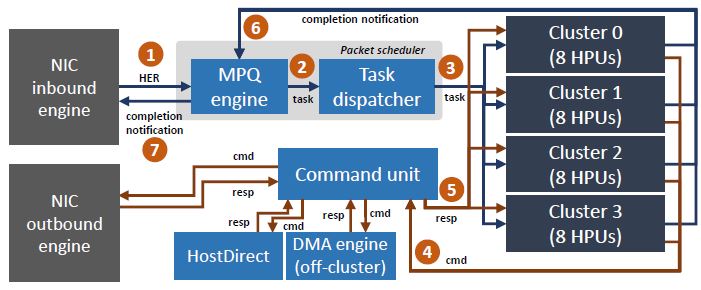 completion notification
6
Packet scheduler
1
HER
2
task
3
task
NIC
inbound
engine
MPQ
engine
Task
dispatcher
Cluster 0
(8 HPUs)
Cluster 1
(8 HPUs)
Cluster 2
(8 HPUs)
Cluster 3
(8 HPUs)
completion
notification
7
cmd
resp
NIC
outbound
engine
Command unit
5
resp
resp
cmd
resp
cmd
HostDirect
DMA engine
(off-cluster)
4
cmd